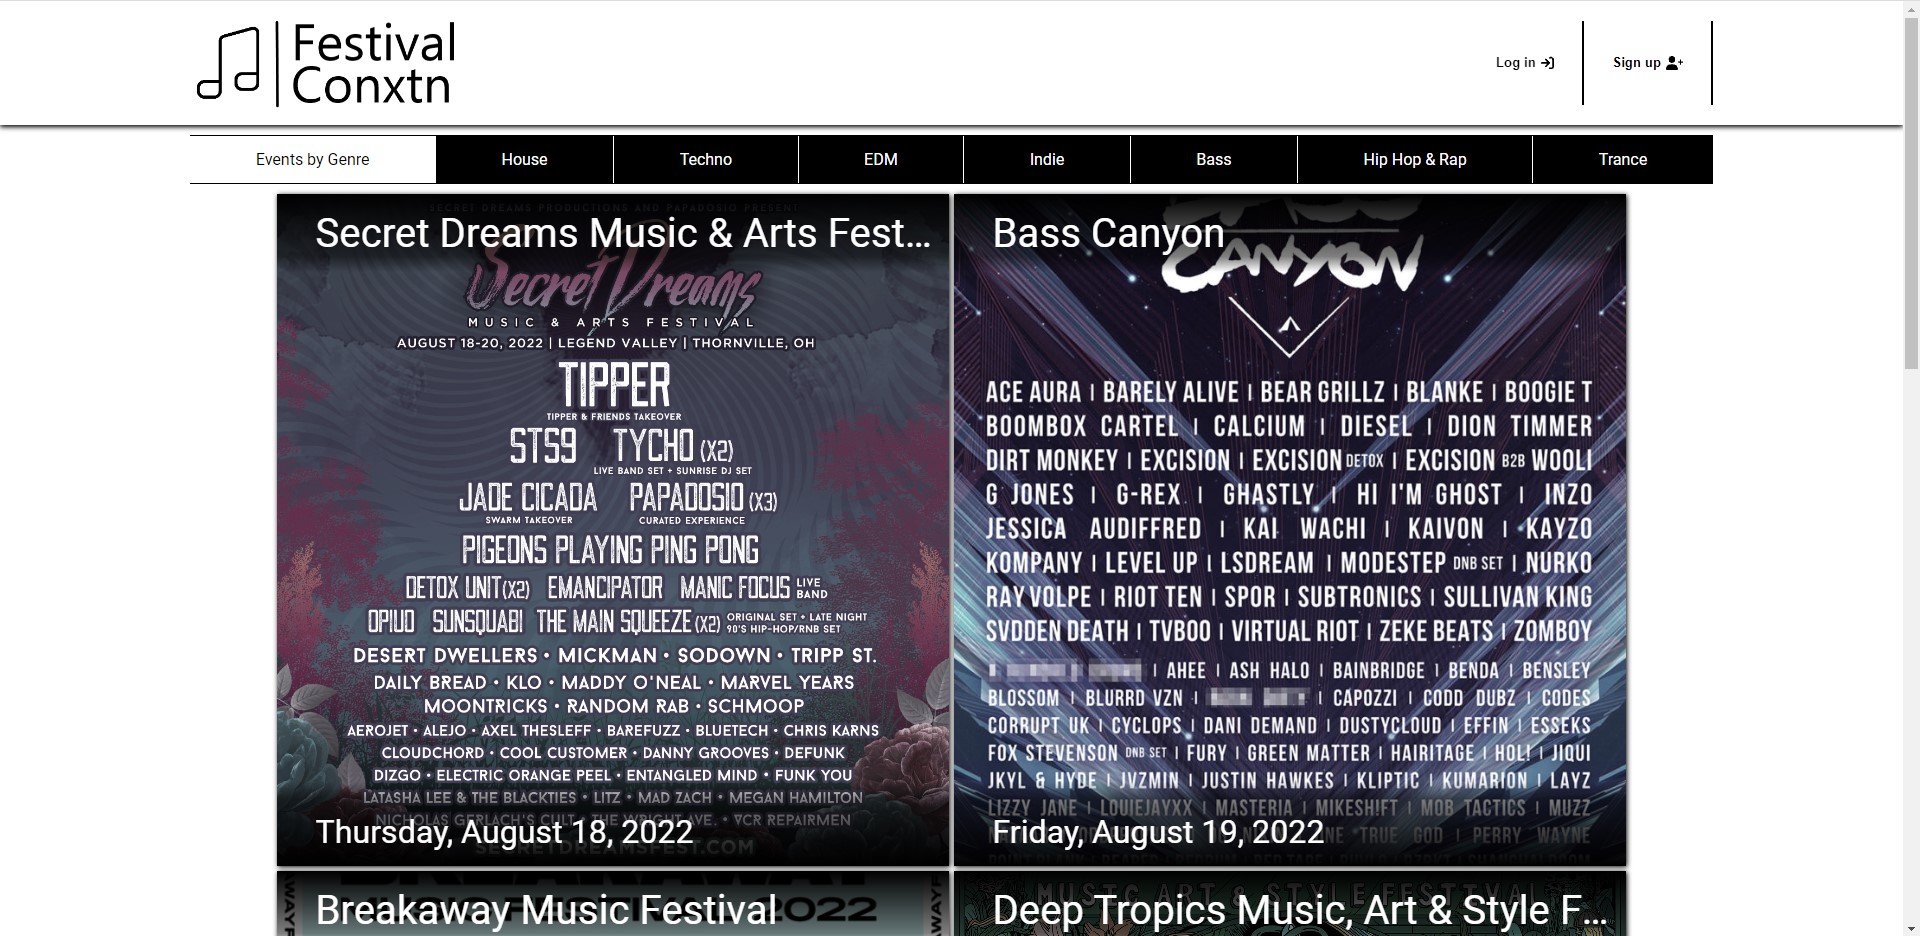 Festival
Conxtn
Log in
Sign up
Events by Genre
House
Techno
EDM
Indie
Bass
Hip Hop & Rap
Trance
SECRET DREAMS PRODUCTIONS AND PAPADOSIO PRESENT
Secret Dreams Music & Arts Fest...
Secret Dreams
MUSIC & ARTS FESTIVAL
AUGUST 18-20, 2022 | LEGEND VALLEY | THORNVILLE, OH
TIPPER
TIPPER & FRIENDS TAKEOVER
STS9 TYCHO (X2)
LIVE BAND SET + SUNRISE DJ SET
JADE CICADA PAPADOSIO (X3)
SWARM TAKEOVER CURATED EXPERIENCE
PIGEONS PLAYING PING PONG
DETOX UNIT (X2) EMANCIPATOR MANIC FOCUS LIVE BAND
OPIUO SUNSQUABI THE MAIN SQUEEZE (X2) ORIGINAL SET + LATE NIGHT 90'S HIP-HOP/RNB SET
DESERT DWELLERS • MICKMAN • SODOWN • TRIPP ST.
DAILY BREAD • KLO • MADDY O'NEAL • MARVEL YEARS
MOONTRICKS • RANDOM RAB • SCHMOOP
AEROJET • ALEJO • AXEL THESLEFF • BAREFUZZ • BLUETECH • CHRIS KARNS
CLOUDCHORD • COOL CUSTOMER • DANNY GROOVES • DEFUNK
DIZGO • ELECTRIC ORANGE PEEL • ENTANGLED MIND • FUNK YOU
LATASHA LEE & THE BLACKTIES • LITZ • MAD ZACH • MEGAN HAMILTON
NICHOLAS GERLACH'S CULT • THE WRIGHT AVE. • VCR REPAIRMEN
Thursday, August 18, 2022
SECRETDREAMSFEST.COM
Bass Canyon
CANYON
ACE AURA | BARELY ALIVE | BEAR GRILLZ | BLANKE | BOOGIE T
BOOMBOX CARTEL | CALCIUM | DIESEL | DION TIMMER
DIRT MONKEY | EXCISION | EXCISION DETOX | EXCISION B2B WOOLI
G JONES | G-REX | GHASTLY | HI I'M GHOST | INZO
JESSICA AUDIFFRED | KAI WACHI | KAIVON | KAYZO
KOMPANY | LEVEL UP | LSDREAM | MODESTEP DNB SET | NURKO
RAY VOLPE | RIOT TEN | SPOR | SUBTRONICS | SULLIVAN KING
SVDDEN DEATH | TVBOO | VIRTUAL RIOT | ZEKE BEATS | ZOMBOY
| AHEE | ASH HALO | BAINBRIDGE | BENDA | BENSLEY
BLOSSOM | BLURRD VZN | | CAPOZZI | CODD DUBZ | CODES
CORRUPT UK | CYCLOPS | DANI DEMAND | DUSTYCLOUD | EFFIN | ESSEKS
FOX STEVENSON DNB SET | FURY | GREEN MATTER | HAIRITAGE | HOL! | JIQUI
JKYL & HYDE | JVZMIN | JUSTIN HAWKES | KLIPTIC | KUMARION | LAYZ
LIZZY JANE | LOUIEJAYXX | MASTERIA | MIKESH!FT | MOB TACTICS | MUZZ
TRUE GOD | PERRY WAYNE
Friday, August 19, 2022
Breakaway Music Festival
2022
MUSIC ART & STYLE FESTIVAL
Deep Tropics Music, Art & Style F...